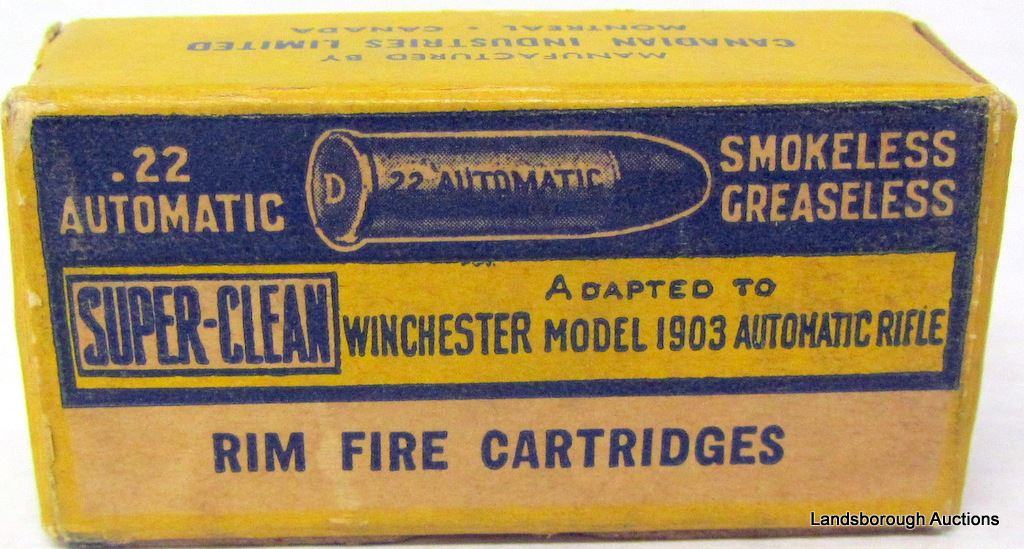 MANUFACTURED BY
CANADIAN INDUSTRIES LIMITED
MONTREAL - CANADA
.22
AUTOMATIC
D
22 AUTOMATIC
SMOKELESS
GREASELESS
SUPER-CLEAN
ADAPTED TO
WINCHESTER MODEL 1903 AUTOMATIC RIFLE
RIM FIRE CARTRIDGES
Landsborough Auctions